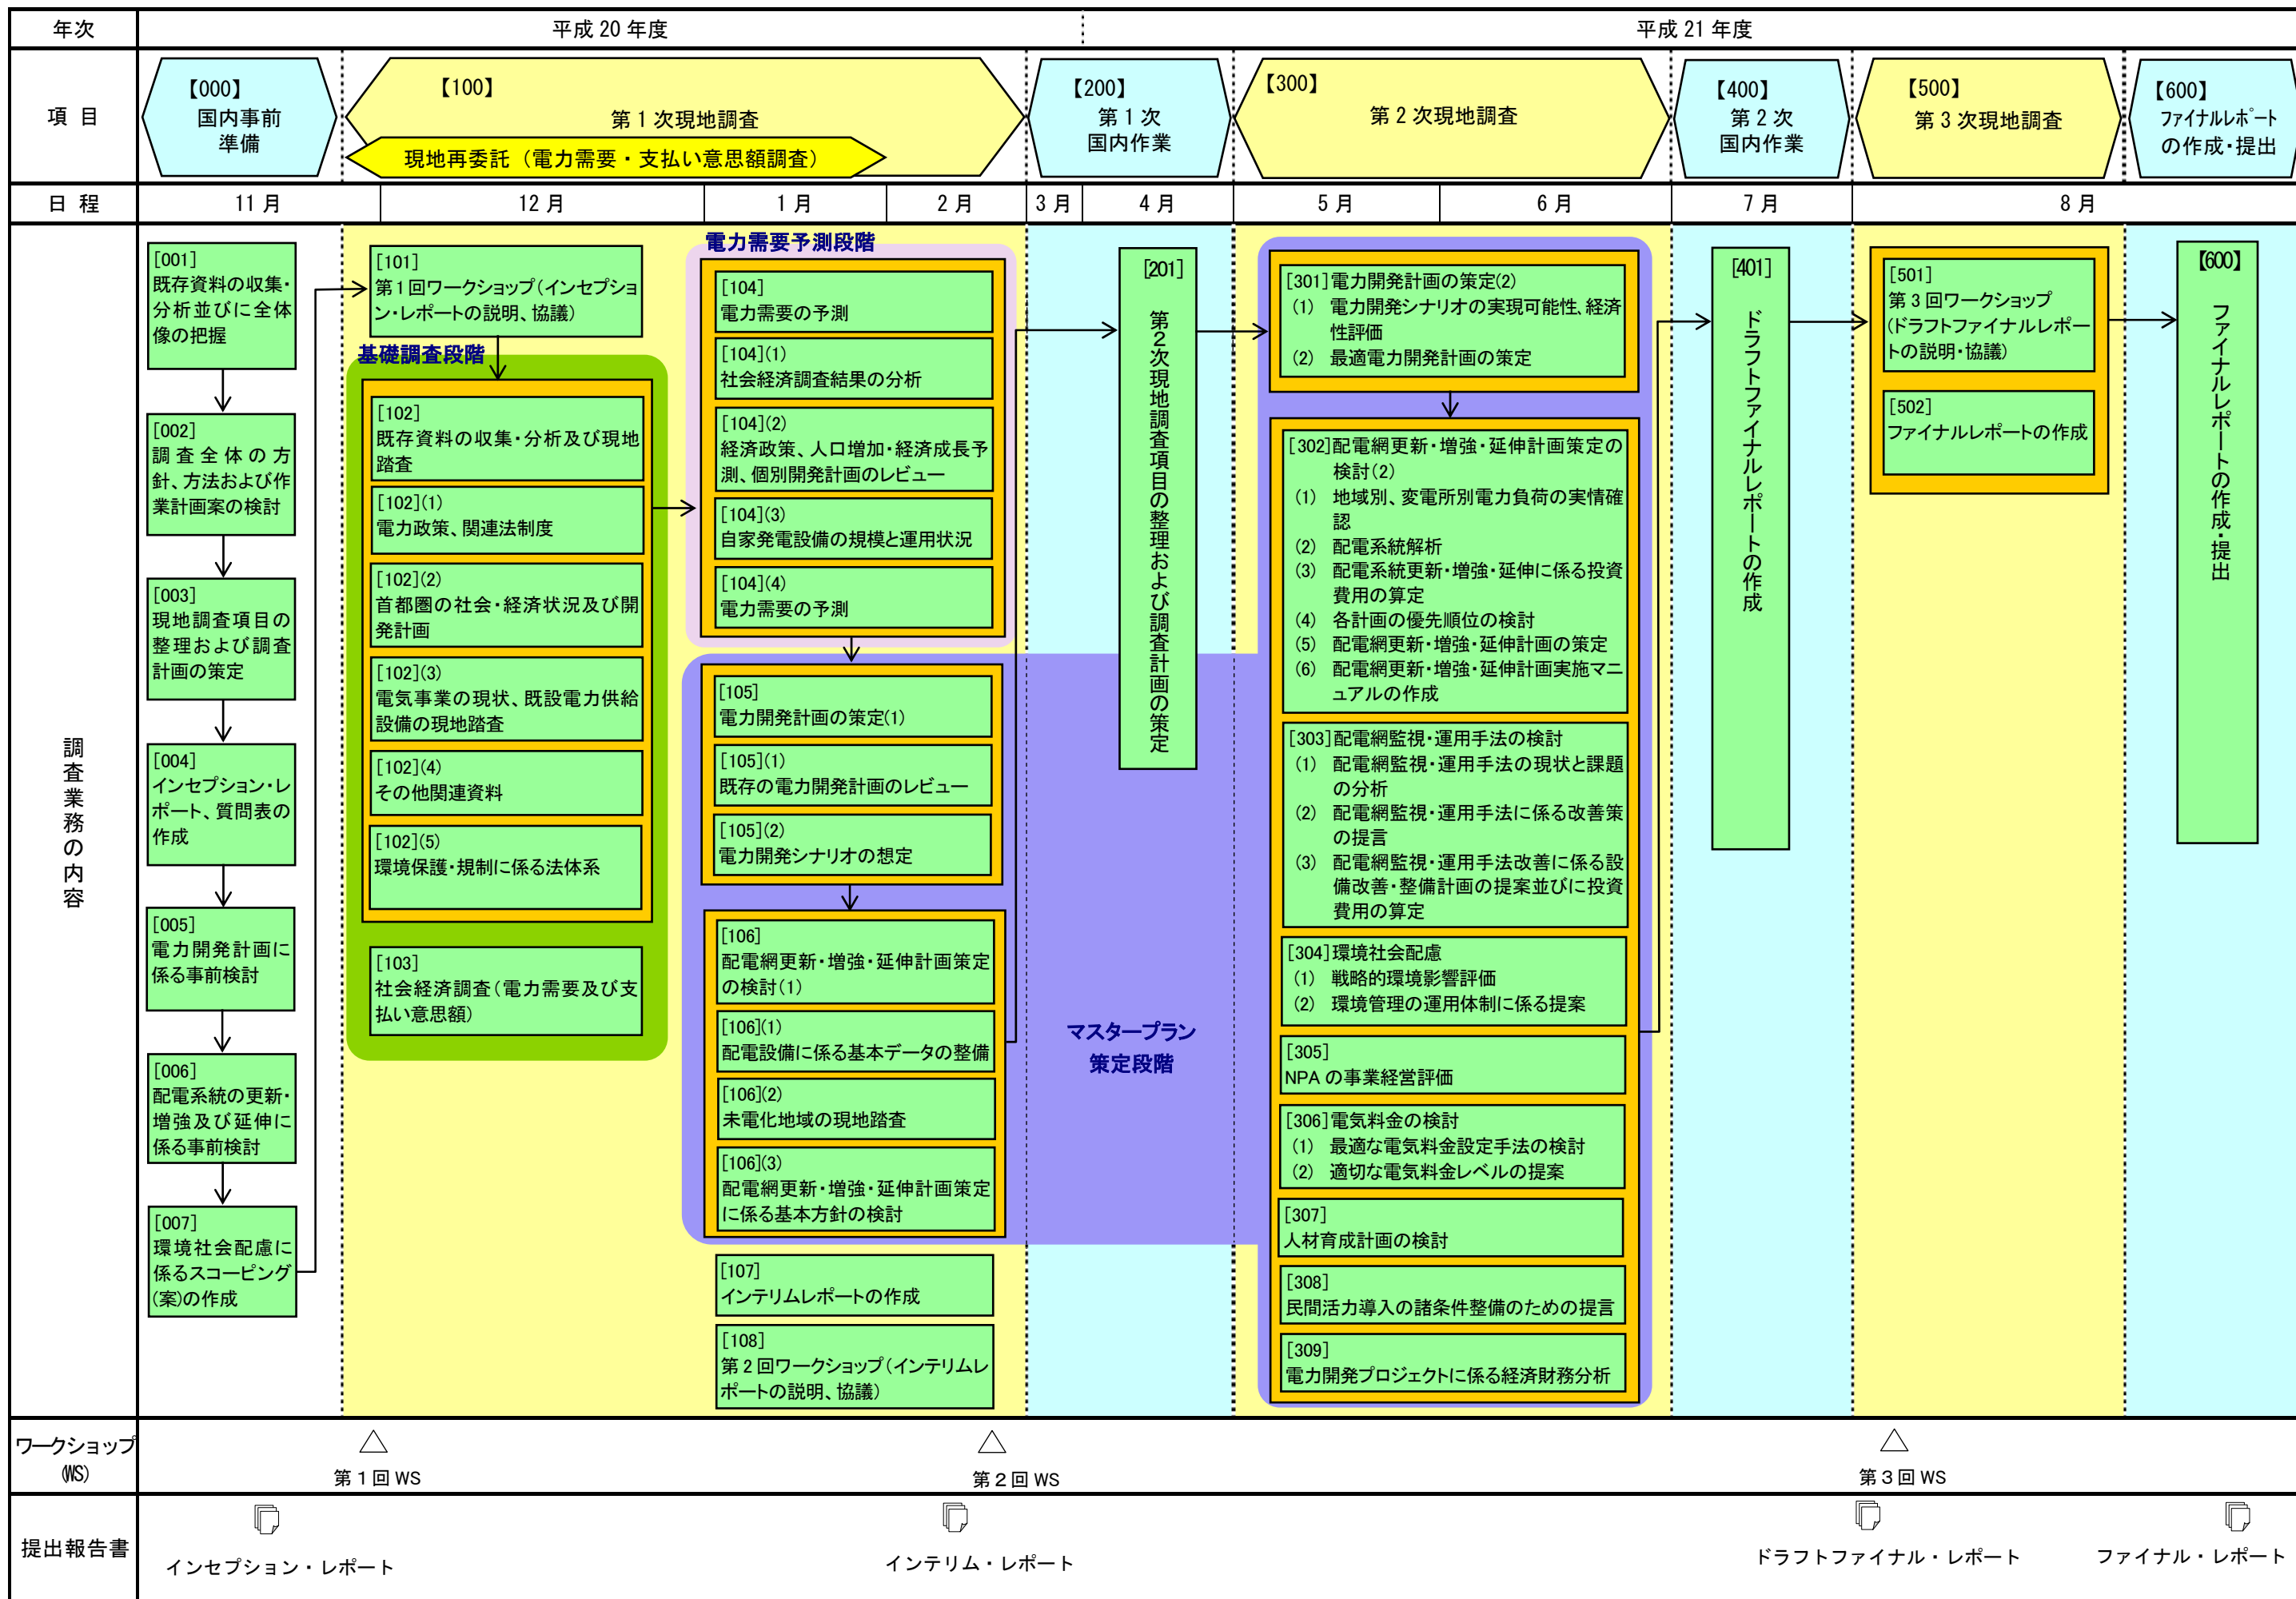 年次
平成 20 年度
平成 21 年度
項 目
【000】
国内事前
準備
【100】
第 1 次現地調査
現地再委託（電力需要・支払い意思額調査）
【200】
第 1 次
国内作業
【300】
第 2 次現地調査
【400】
第 2 次
国内作業
【500】
第 3 次現地調査
【600】
ファイナルレポート
の作成・提出
日 程
11 月
12 月
1 月
2 月
3 月
4 月
5 月
6 月
7 月
8 月
調査業務の内容
[001]
既存資料の収集・
分析並びに全体
像の把握
[002]
調査全体の方
針、方法および作
業計画案の検討
[003]
現地調査項目の
整理および調査
計画の策定
[004]
インセプション・レ
ポート、質問表の
作成
[005]
電力開発計画に
係る事前検討
[006]
配電系統の更新・
増強及び延伸に
係る事前検討
[007]
環境社会配慮に
係るスコーピング
(案)の作成
[101]
第１回ワークショップ（インセプショ
ン・レポートの説明、協議）
基礎調査段階
[102]
既存資料の収集・分析及び現地
踏査
[102](1)
電力政策、関連法制度
[102](2)
首都圏の社会・経済状況及び開
発計画
[102](3)
電気事業の現状、既設電力供給
設備の現地踏査
[102](4)
その他関連資料
[102](5)
環境保護・規制に係る法体系
[103]
社会経済調査（電力需要及び支
払い意思額）
電力需要予測段階
[104]
電力需要の予測
[104](1)
社会経済調査結果の分析
[104](2)
経済政策、人口増加・経済成長予
測、個別開発計画のレビュー
[104](3)
自家発電設備の規模と運用状況
[104](4)
電力需要の予測
[105]
電力開発計画の策定(1)
[105](1)
既存の電力開発計画のレビュー
[105](2)
電力開発シナリオの想定
[106]
配電網更新・増強・延伸計画策定
の検討(1)
[106](1)
配電設備に係る基本データの整備
[106](2)
未電化地域の現地踏査
[106](3)
配電網更新・増強・延伸計画策定
に係る基本方針の検討
[107]
インテリムレポートの作成
[108]
第 2 回ワークショップ（インテリムレ
ポートの説明、協議）
[201]
第２次現地調査項目の整理および調査計画の策定
マスタープラン
策定段階
[301]電力開発計画の策定(2)
(1) 電力開発シナリオの実現可能性、経済
性評価
(2) 最適電力開発計画の策定
[302]配電網更新・増強・延伸計画策定の
検討(2)
(1) 地域別、変電所別電力負荷の実情確
認
(2) 配電系統解析
(3) 配電系統更新・増強・延伸に係る投資
費用の算定
(4) 各計画の優先順位の検討
(5) 配電網更新・増強・延伸計画の策定
(6) 配電網更新・増強・延伸計画実施マニ
ュアルの作成
[303]配電網監視・運用手法の検討
(1) 配電網監視・運用手法の現状と課題
の分析
(2) 配電網監視・運用手法に係る改善策
の提言
(3) 配電網監視・運用手法改善に係る設
備改善・整備計画の提案並びに投資
費用の算定
[304]環境社会配慮
(1) 戦略的環境影響評価
(2) 環境管理の運用体制に係る提案
[305]
NPA の事業経営評価
[306]電気料金の検討
(1) 最適な電気料金設定手法の検討
(2) 適切な電気料金レベルの提案
[307]
人材育成計画の検討
[308]
民間活力導入の諸条件整備のための提言
[309]
電力開発プロジェクトに係る経済財務分析
[401]
ドラフトファイナルレポートの作成
[501]
第 3 回ワークショップ
(ドラフトファイナルレポー
トの説明・協議)
[502]
ファイナルレポートの作成
【600】
ファイナルレポートの作成・提出
ワークショップ
(WS)
△
第１回 WS
△
第２回 WS
△
第３回 WS
提出報告書
インセプション・レポート
インテリム・レポート
ドラフトファイナル・レポート
ファイナル・レポート